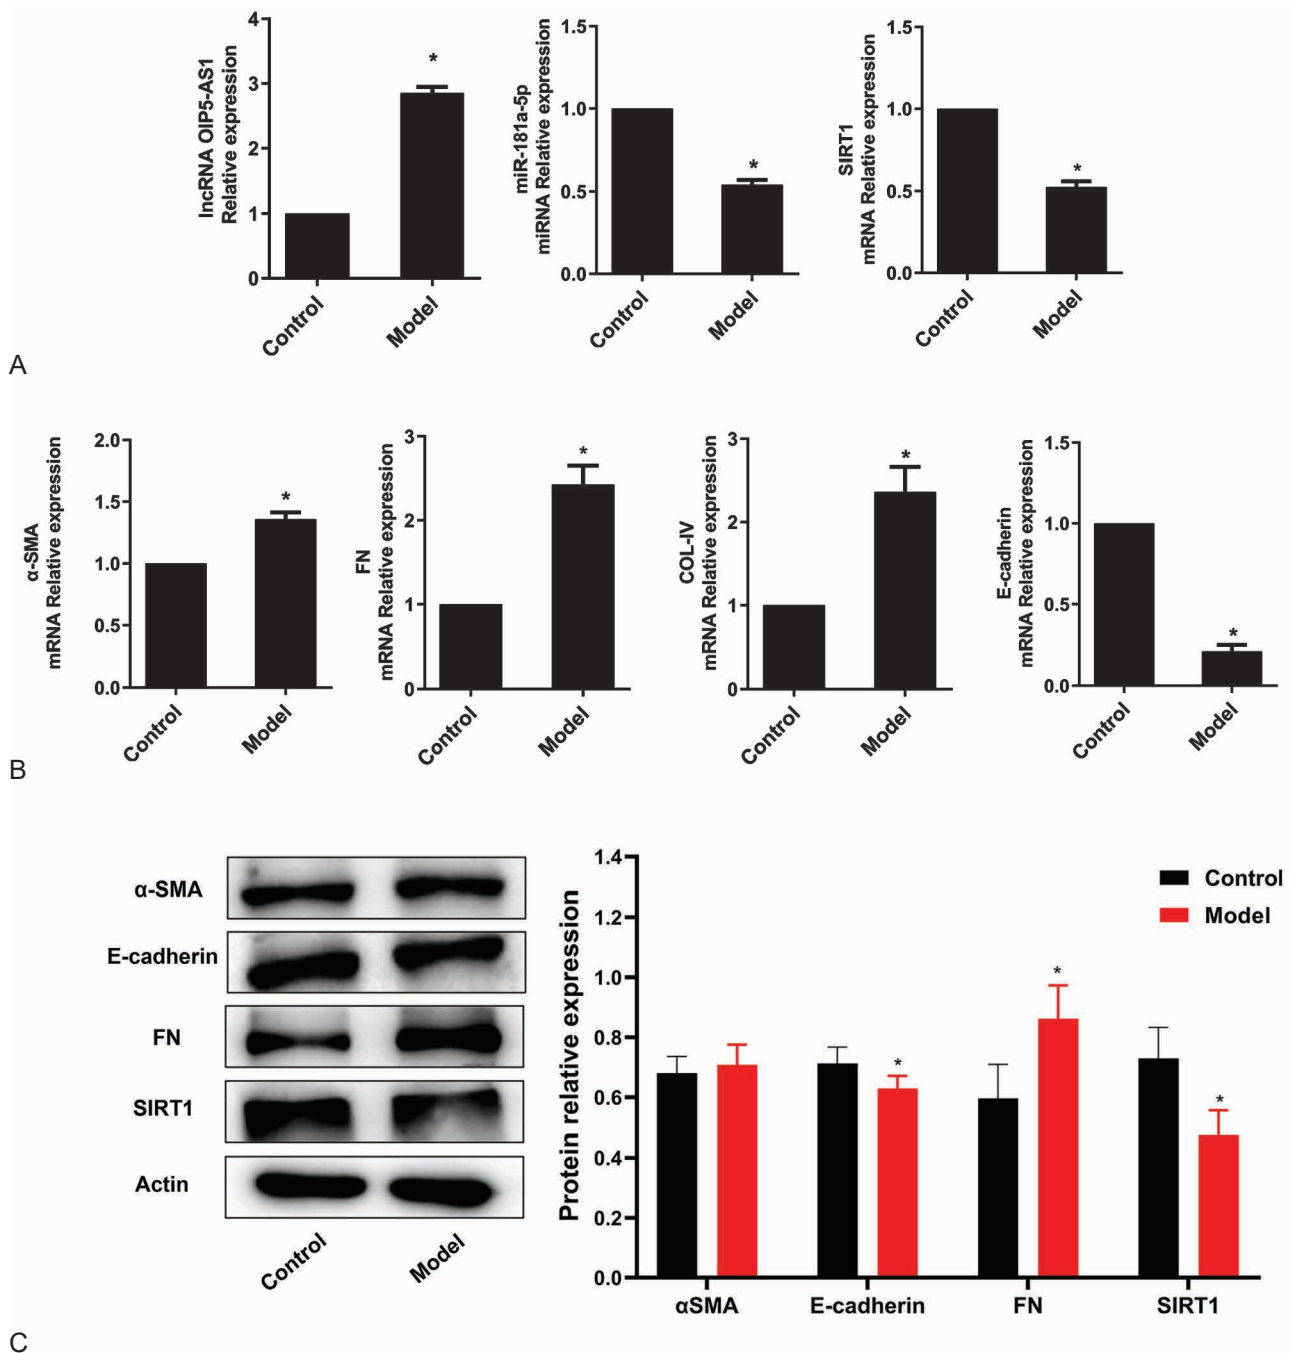 lncRNA OIP5-AS1
Relative expression
4
3
2
1
0
*
Control
Model
miR-181a-5p
miRNA Relative expression
1.5
1.0
0.5
0.0
*
Control
Model
SIRT1
mRNA Relative expression
1.5
1.0
0.5
0.0
*
Control
Model
A
α-SMA
mRNA Relative expression
2.0
1.5
1.0
0.5
0.0
*
Control
Model
FN
mRNA Relative expression
3
2
1
0
*
Control
Model
COL-IV
mRNA Relative expression
3
2
1
0
*
Control
Model
E-cadherin
mRNA Relative expression
1.5
1.0
0.5
0.0
*
Control
Model
B
α-SMA
E-cadherin
FN
SIRT1
Actin
Control
Model
Protein relative expression
1.4
1.2
1.0
0.8
0.6
0.4
0.2
0.0
Control
Model
*
*
*
αSMA
E-cadherin
FN
SIRT1
C